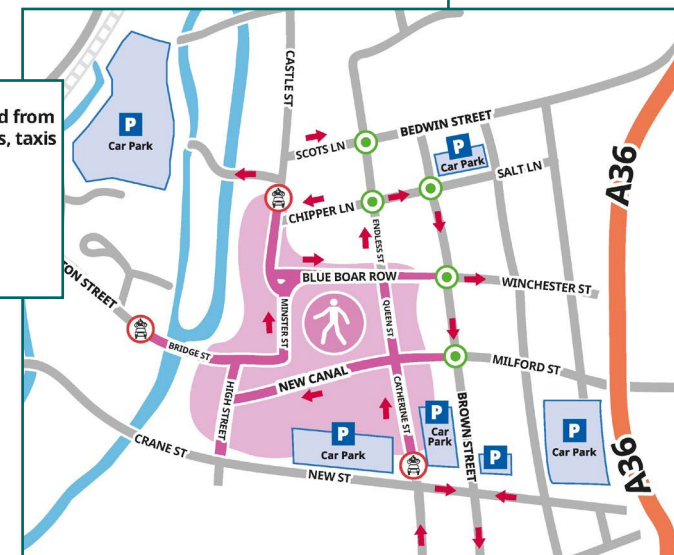 d from
s, taxis
CASTLE ST
P
Car Park
SCOTS LN
BEDWIN STREET
P
Car Park
SALT LN
A36
CHIPPER LN
ENDLESS ST
TON STREET
BLUE BOAR ROW
WINCHESTER ST
MINSTER ST
QUEEN ST
BRIDGE ST
MILFORD ST
NEW CANAL
HIGH STREET
CATHERINE ST
BROWN STREET
P
Car
Park
P
Car Park
P
P
Car Park
CRANE ST
NEW ST
A36